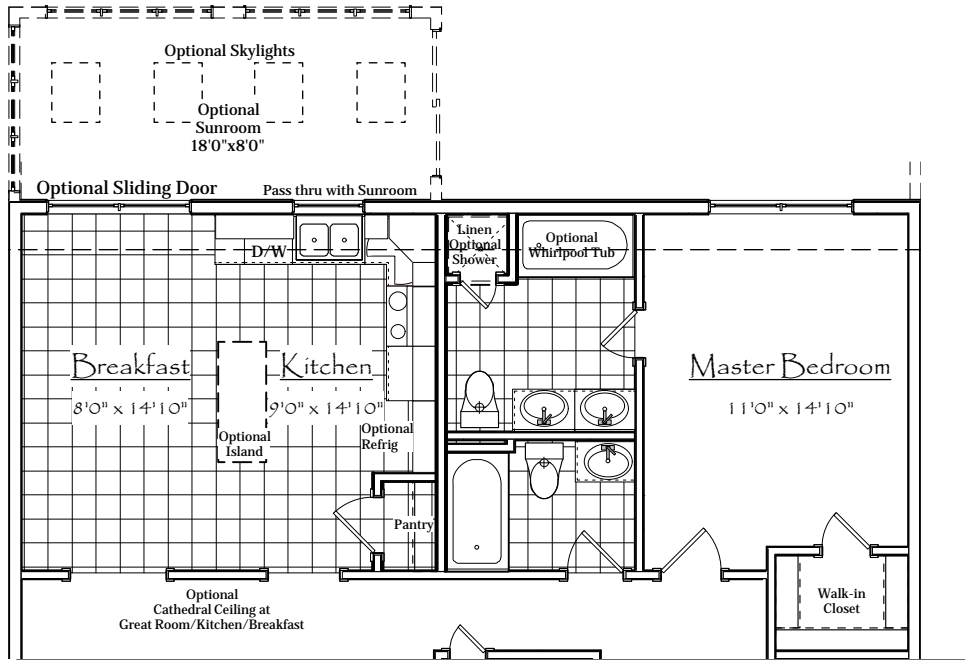 Optional Skylights
Optional
Sunroom
18'0"x8'0"
Optional Sliding Door
Pass thru with Sunroom
D/W
Linen
Optional
Shower
Optional
Whirlpool Tub
Breakfast
8'0" x 14'10"
Kitchen
9'0" x 14'10"
Master Bedroom
11'0" x 14'10"
Optional
Island
Optional
Refrig
Pantry
Walk-in
Closet
Optional
Cathedral Ceiling at
Great Room/Kitchen/Breakfast